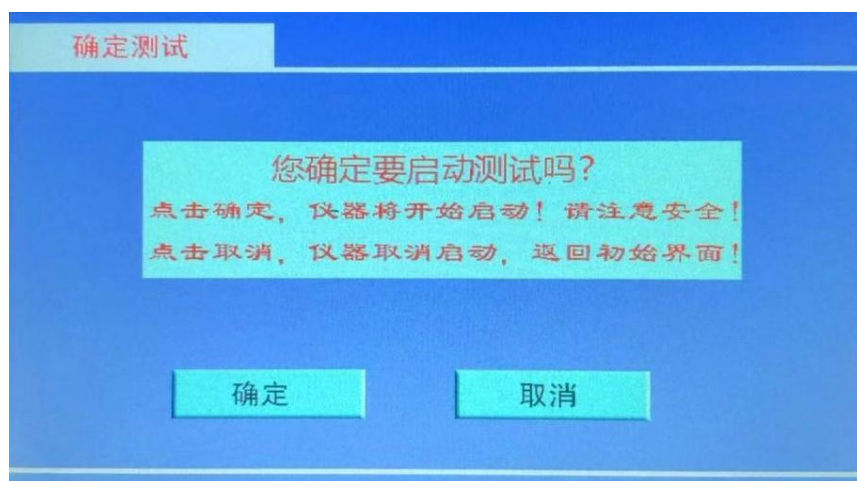 确定测试
您确定要启动测试吗?
点击确定，仪器将开始启动！请注意安全！
点击取消，仪器取消启动，返回初始界面！
确定
取消